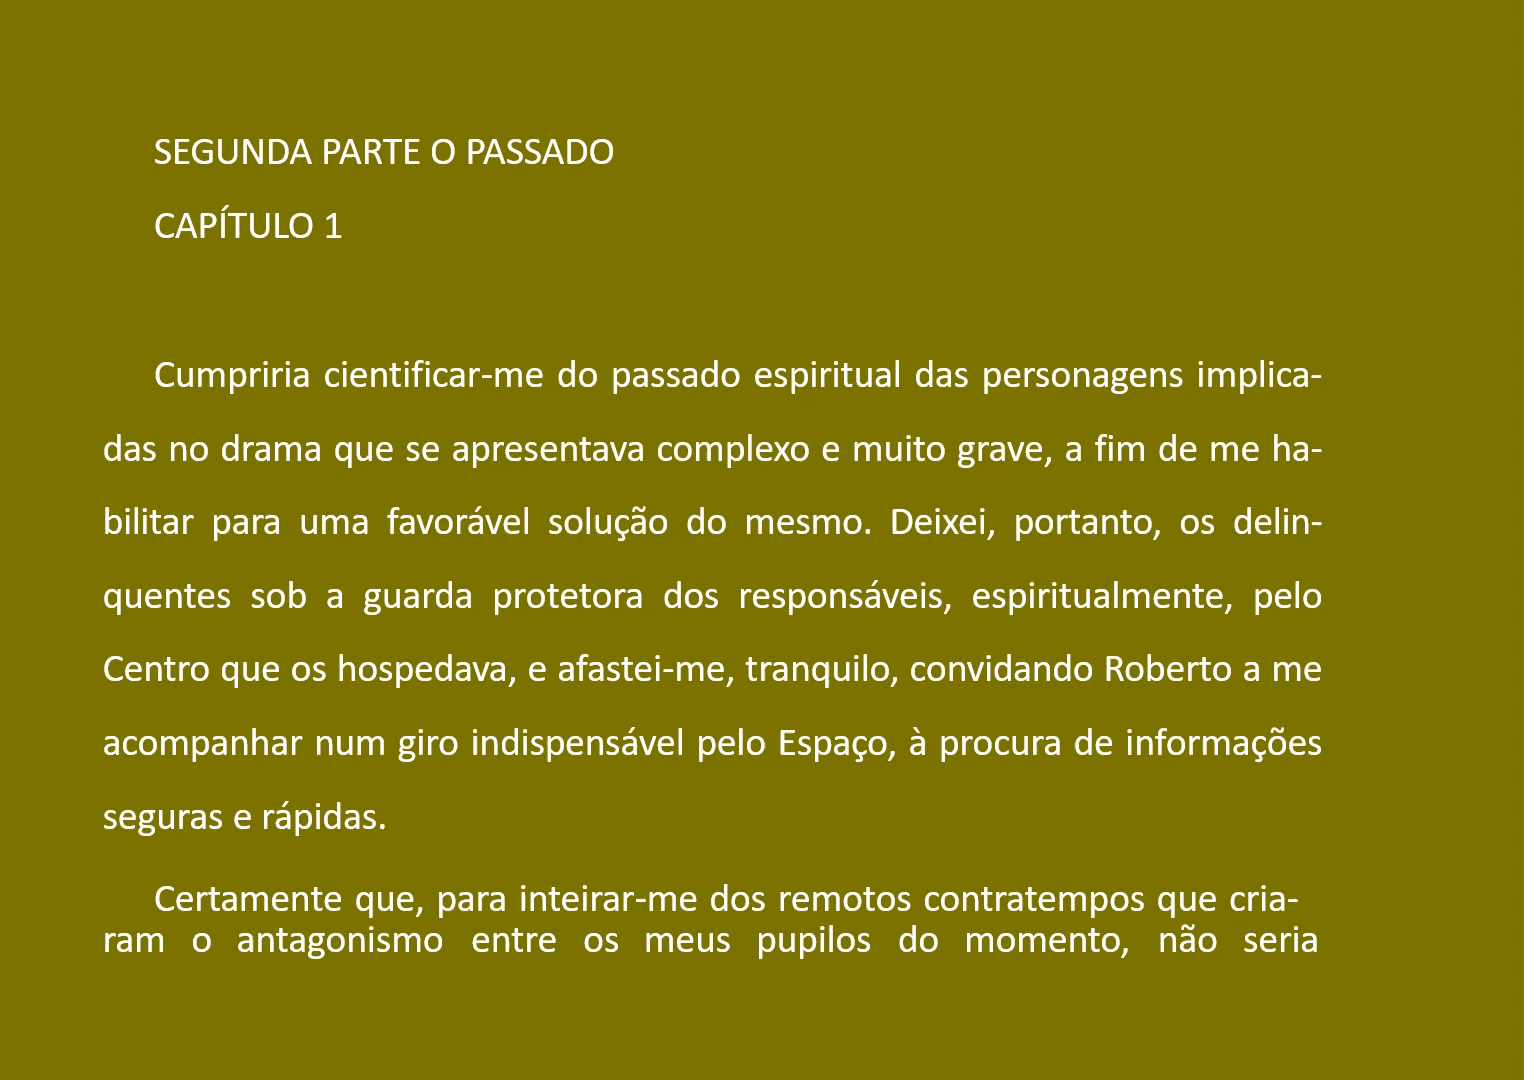 SEGUNDA PARTE O PASSADO
CAPÍTULO 1
Cumpriria cientificar-me do passado espiritual das personagens implica-
das no drama que se apresentava complexo e muito grave, a fim de me ha-
bilitar para uma favorável solução do mesmo. Deixei, portanto, os delin-
quentes sob a guarda protetora dos responsáveis, espiritualmente, pelo
Centro que os hospedava, e afastei-me, tranquilo, convidando Roberto a me
acompanhar num giro indispensável pelo Espaço, à procura de informações
seguras e rápidas.
Certamente que, para inteirar-me dos remotos contratempos que cria-
ram o antagonismo entre os meus pupilos do momento, não seria